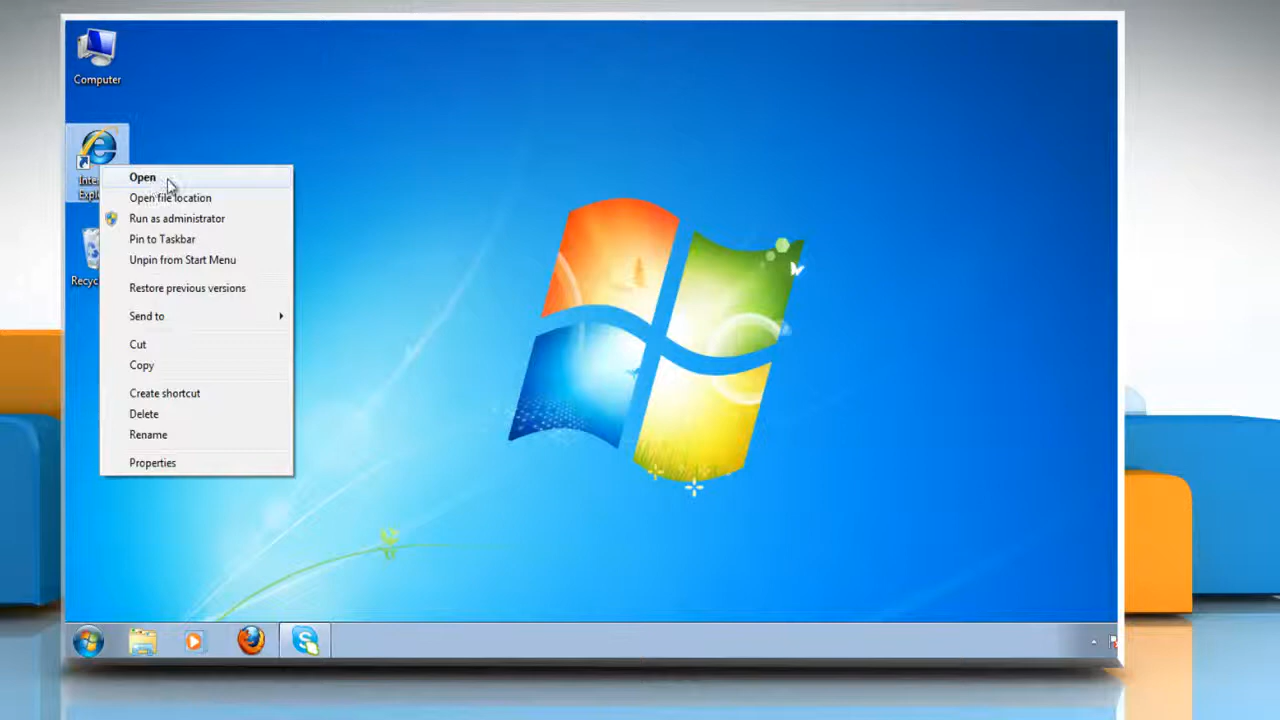 Computer
Open
Open file location
Run as administrator
Pin to Taskbar
Unpin from Start Menu
Restore previous versions
Send to
Cut
Copy
Create shortcut
Delete
Rename
Properties